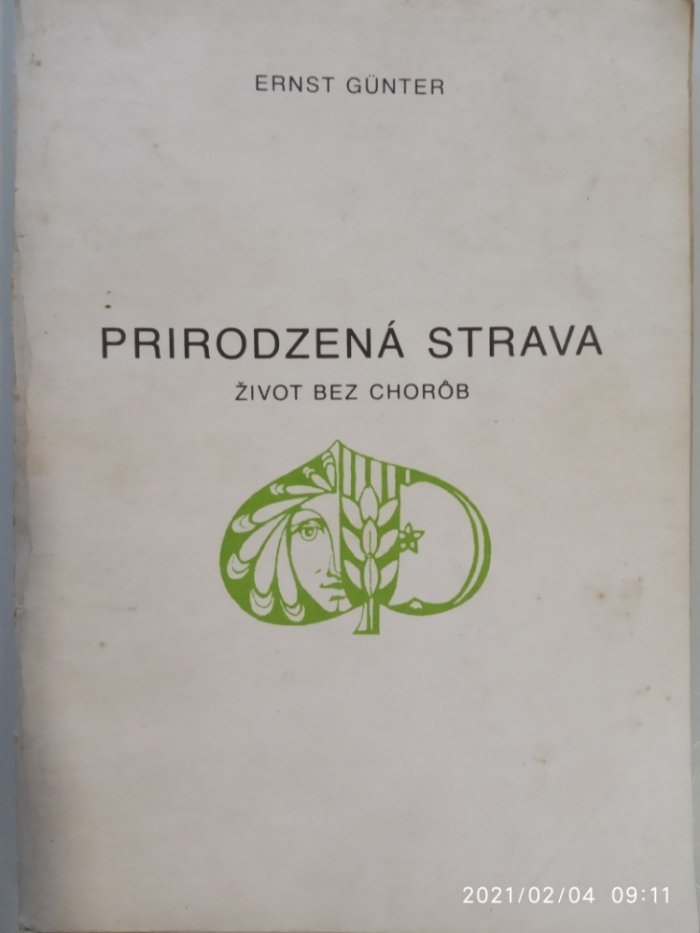 ERNST GÜNTER
PRIRODZENÁ STRAVA
ŽIVOT BEZ CHORÔB
2021/02/04 09:11